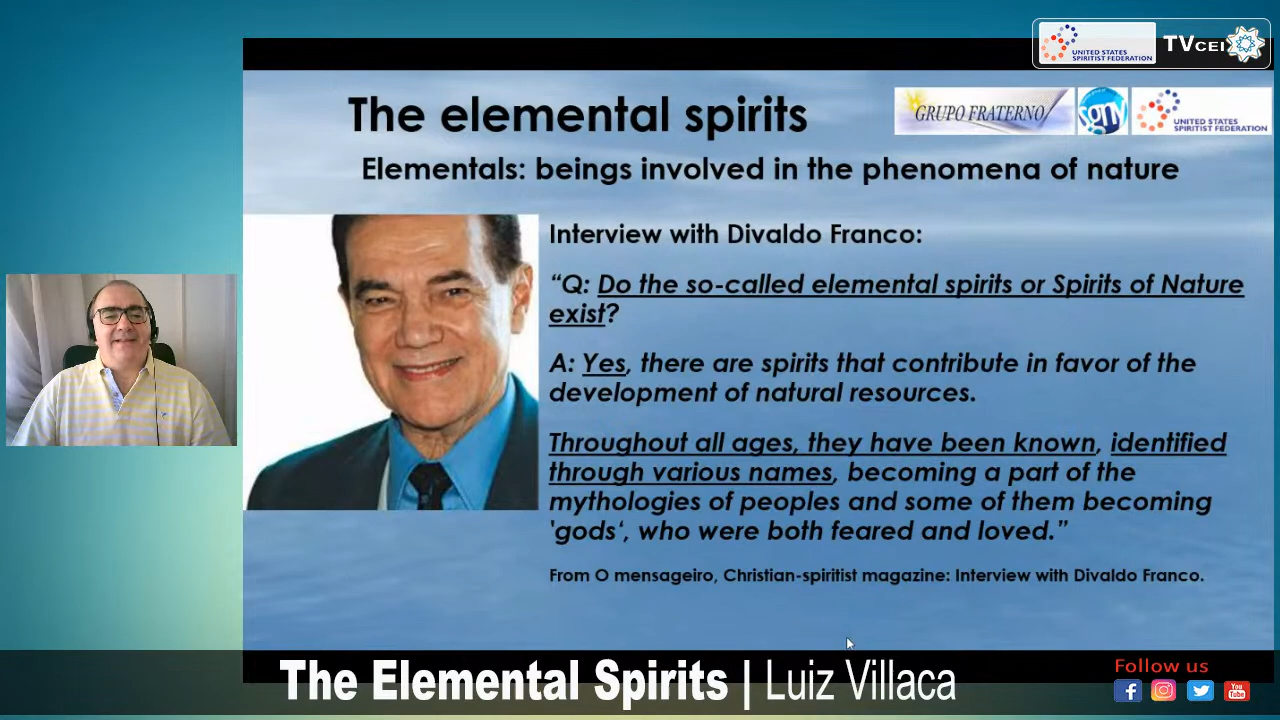 UNITED STATES
SPIRITIST FEDERATION
TVCEI
The elemental spirits
GRUPO FRATERNO
sgny
UNITED STATES
SPIRITIST FEDERATION
Elementals: beings involved in the phenomena of nature
Interview with Divaldo Franco:
“Q: Do the so-called elemental spirits or Spirits of Nature
exist?
A: Yes, there are spirits that contribute in favor of the
development of natural resources.
Throughout all ages, they have been known, identified
through various names, becoming a part of the
mythologies of peoples and some of them becoming
'gods‘, who were both feared and loved.”
From O mensageiro, Christian-spiritist magazine: Interview with Divaldo Franco.
The Elemental Spirits | Luiz Villaca
Follow us
You
Tube